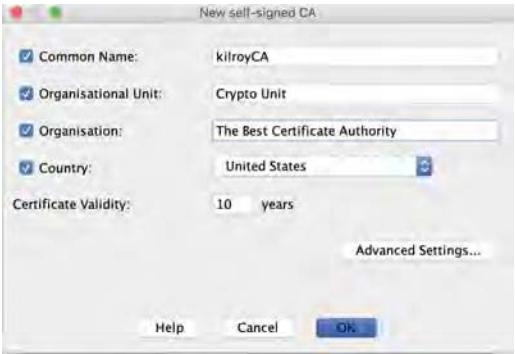 New self-signed CA
Common Name: kilroyCA
Organisational Unit: Crypto Unit
Organisation: The Best Certificate Authority
Country: United States
Certificate Validity: 10 years
Advanced Settings...
Help Cancel OK